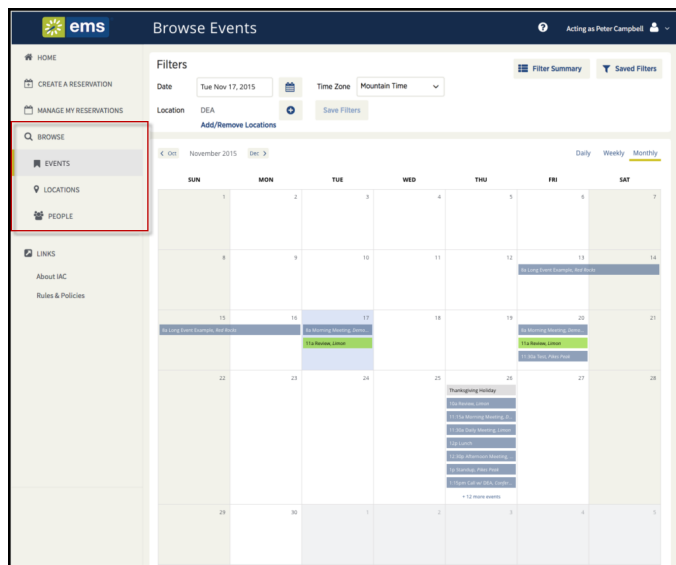 ems
Browse Events
Acting as Peter Campbell
HOME
CREATE A RESERVATION
MANAGE MY RESERVATIONS
BROWSE
EVENTS
LOCATIONS
PEOPLE
LINKS
About IAC
Rules & Policies
Filters
Filter Summary
Saved Filters
Date
Tue Nov 17, 2015
Time Zone
Mountain Time
Location
DEA
Save Filters
Add/Remove Locations
Oct
November 2015
Dec
Daily
Weekly
Monthly
SUN MON TUE WED THU FRI SAT
1 2 3 4 5 6 7
8 9 10 11 12 13 14
8a Long Event Example, Red Rocks
15 16 17 18 19 20 21
8a Long Event Example, Red Rocks
8a Morning Meeting, Demo...
8a Morning Meeting, Demo...
11a Review, Limon
11a Review, Limon
11:30a Test, Pikes Peak
22 23 24 25 26 27 28
Thanksgiving Holiday
10a Review, Limon
11:15a Morning Meeting, D...
11:30a Daily Meeting, Limon
12p Lunch
12:30p Afternoon Meeting, ...
1p Standup, Pikes Peak
1:15pm Call w/ DEA, Confe...
+ 12 more events
29 30 1 2 3 4 5